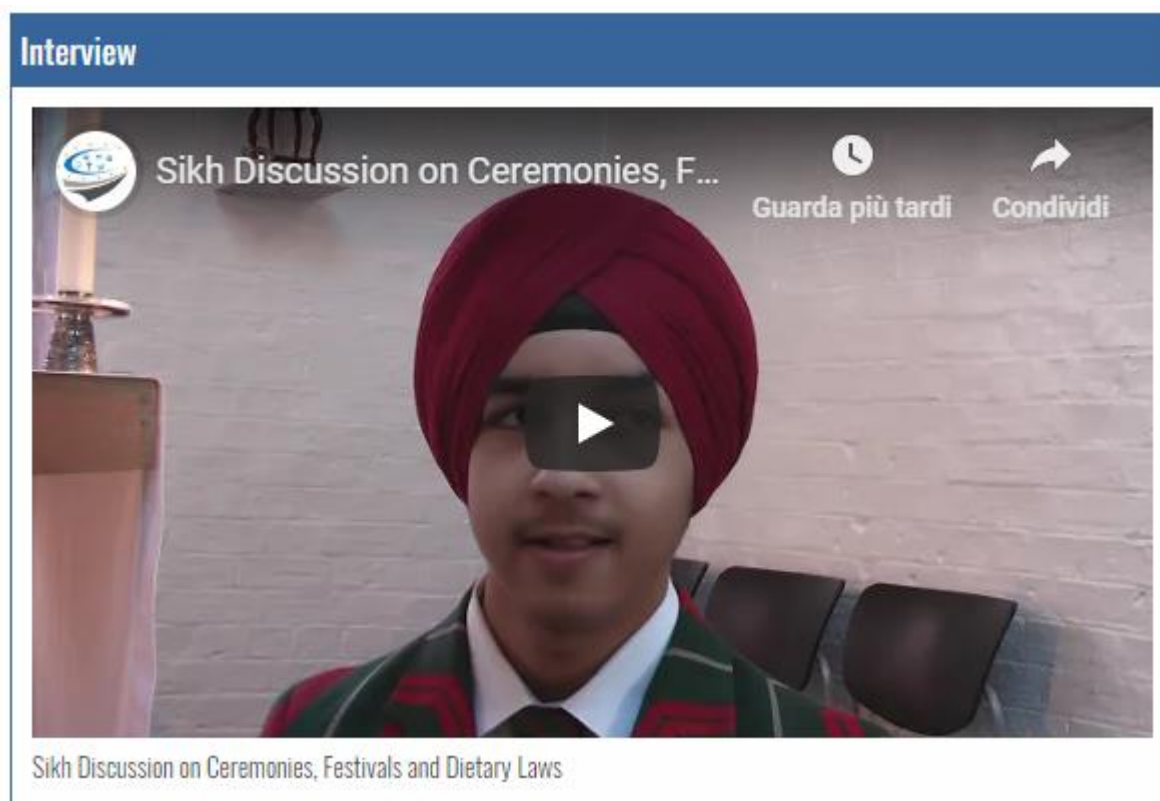 Interview
Sikh Discussion on Ceremonies, F...
Guarda più tardi
Condividi
Sikh Discussion on Ceremonies, Festivals and Dietary Laws